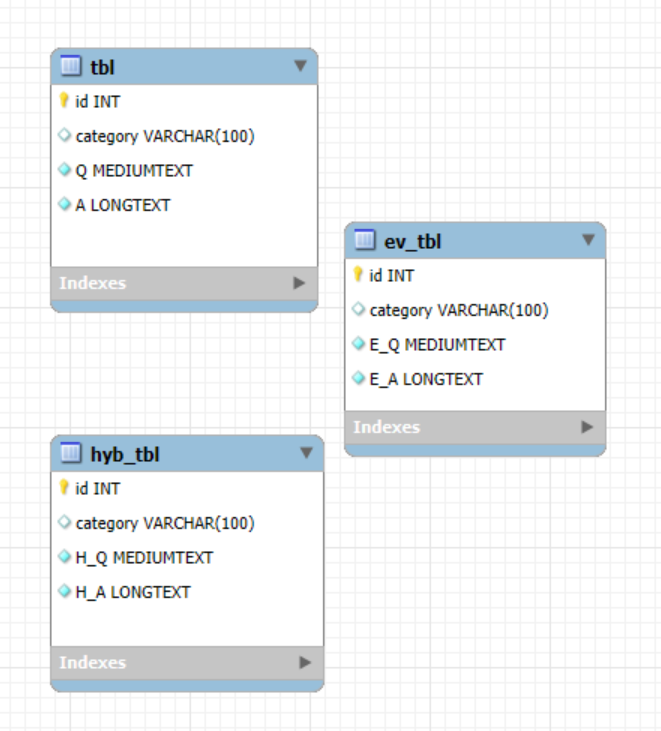 tbl
id INT
category VARCHAR(100)
Q MEDIUMTEXT
A LONGTEXT
Indexes
ev_tbl
id INT
category VARCHAR(100)
E_Q MEDIUMTEXT
E_A LONGTEXT
Indexes
hyb_tbl
id INT
category VARCHAR(100)
H_Q MEDIUMTEXT
H_A LONGTEXT
Indexes